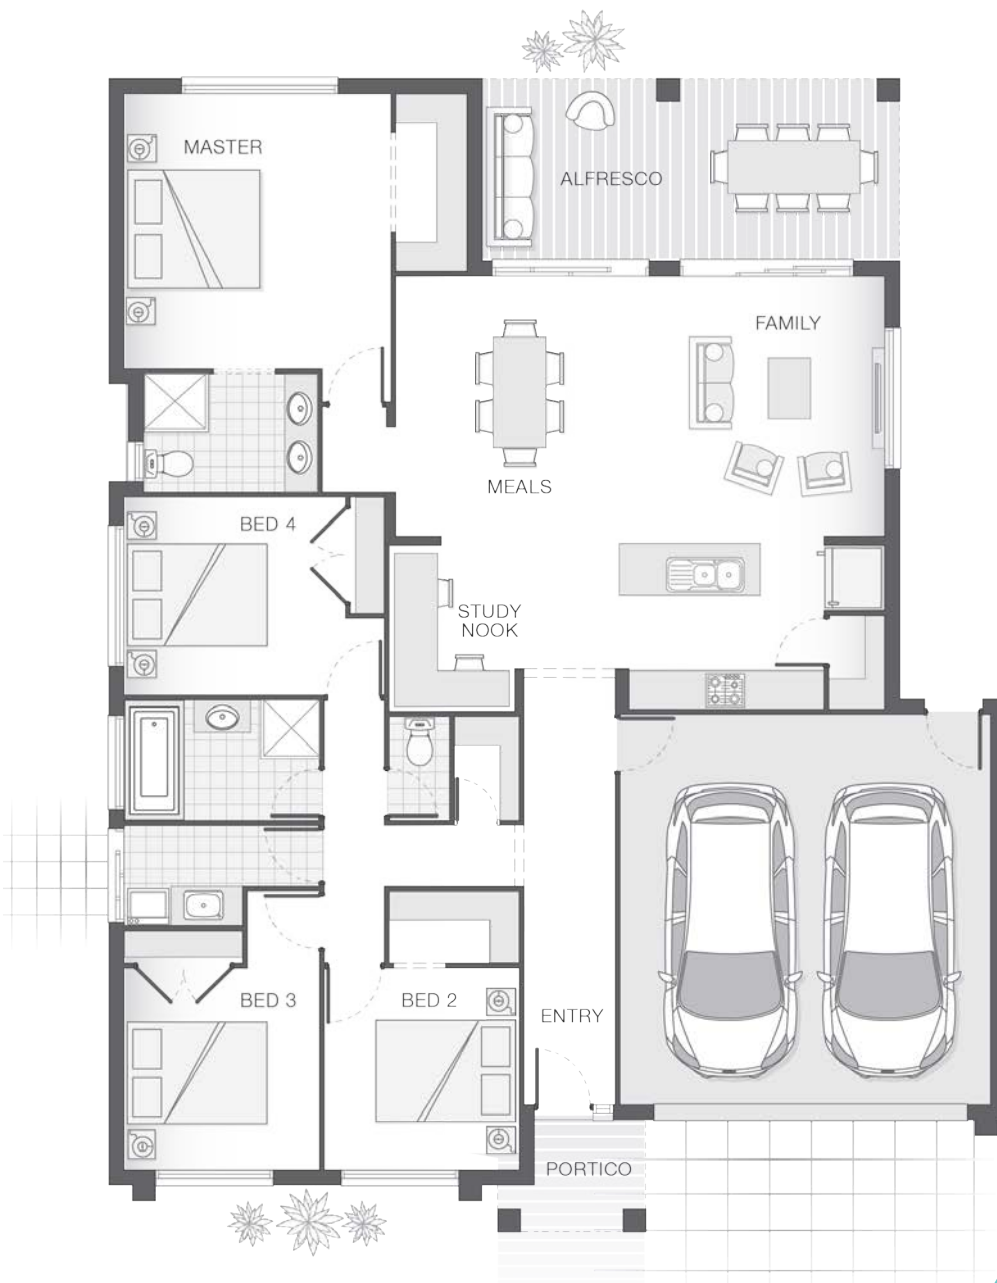 MASTER
ALFRESCO
FAMILY
MEALS
BED 4
STUDY
NOOK
BED 3
BED 2
ENTRY
PORTICO